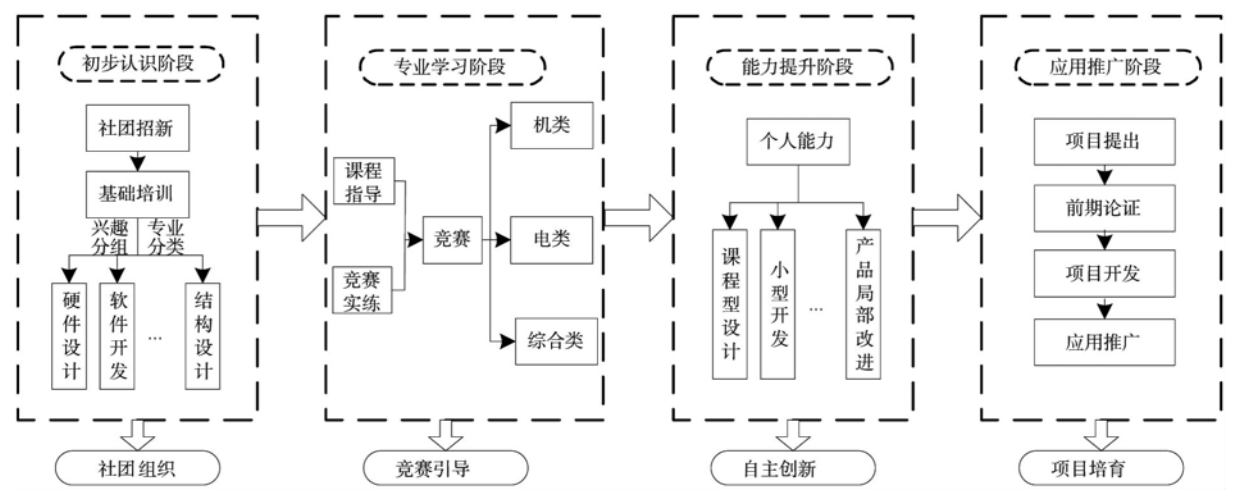 初步认识阶段
社团招新
基础培训
兴趣
分组
专业
分类
硬件设计
软件开发
...
结构设计
社团组织
专业学习阶段
课程
指导
竞赛
实练
竞赛
机类
电类
综合类
竞赛引导
能力提升阶段
个人能力
课程型设计
小型开发
...
产品局部改进
自主创新
应用推广阶段
项目提出
前期论证
项目开发
应用推广
项目培育